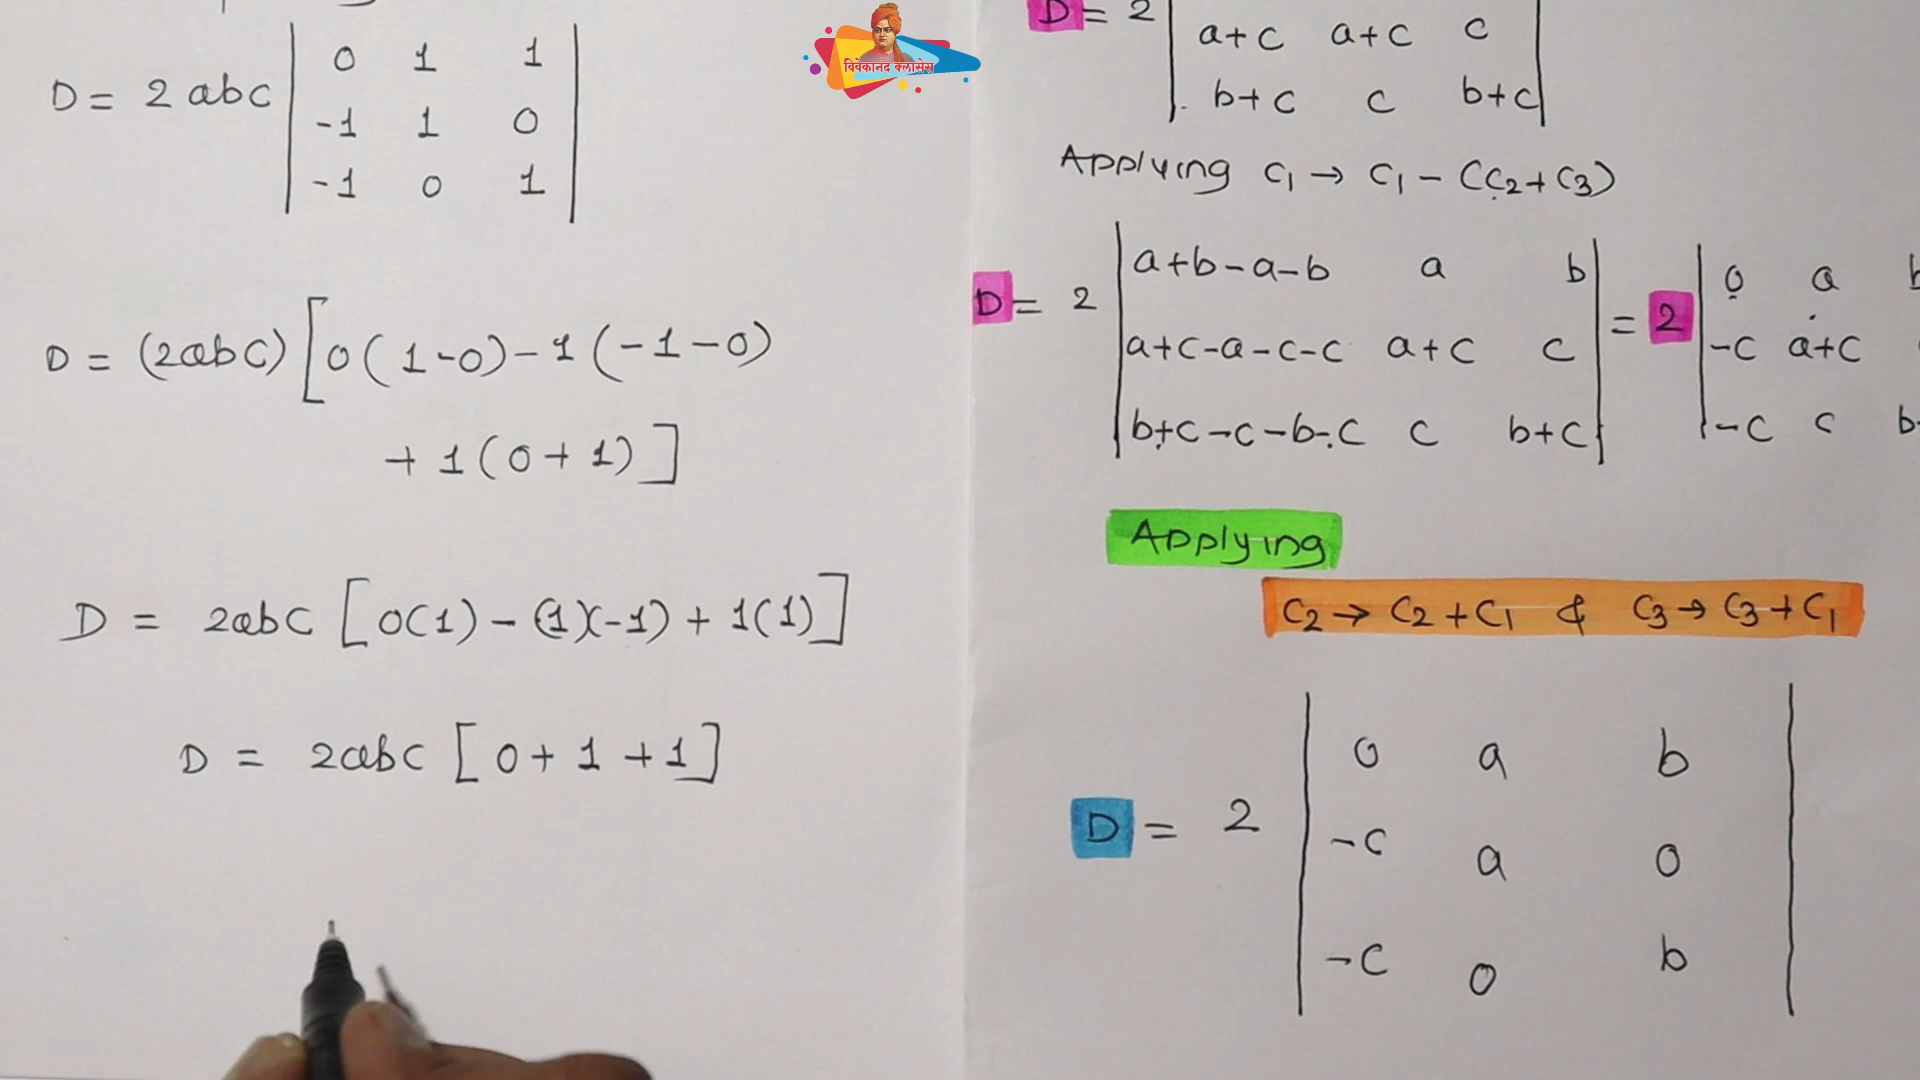 D = 2abc | 0 1 1 |
| -1 1 0 |
| -1 0 1 |
D = (2abc) [0(1-0)-1(-1-0)
+ 1(0+1)]
D = 2abc [0(1) - (1)(-1) + 1(1)]
D = 2abc [0 + 1 + 1]
विवेकानंद क्लासेस
D = 2 | a+c a+c c |
| b+c c b+c |
Applying C1 → C1 - (C2+C3)
D = 2 | a+b-a-b a b | = 2 | 0 a b
| a+c-a-c-c a+c c | | -c a+c
| b+c-c-b-c c b+c | | -c c b
Applying
C2 → C2 + C1 & C3 → C3 + C1
D = 2 | 0 a b |
| -c a 0 |
| -c 0 b |